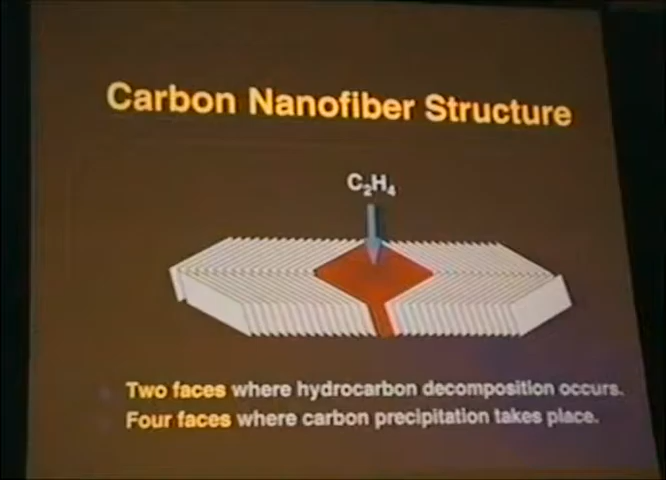 Carbon Nanofiber Structure
C₂H₄
Two faces where hydrocarbon decomposition occurs.
Four faces where carbon precipitation takes place.